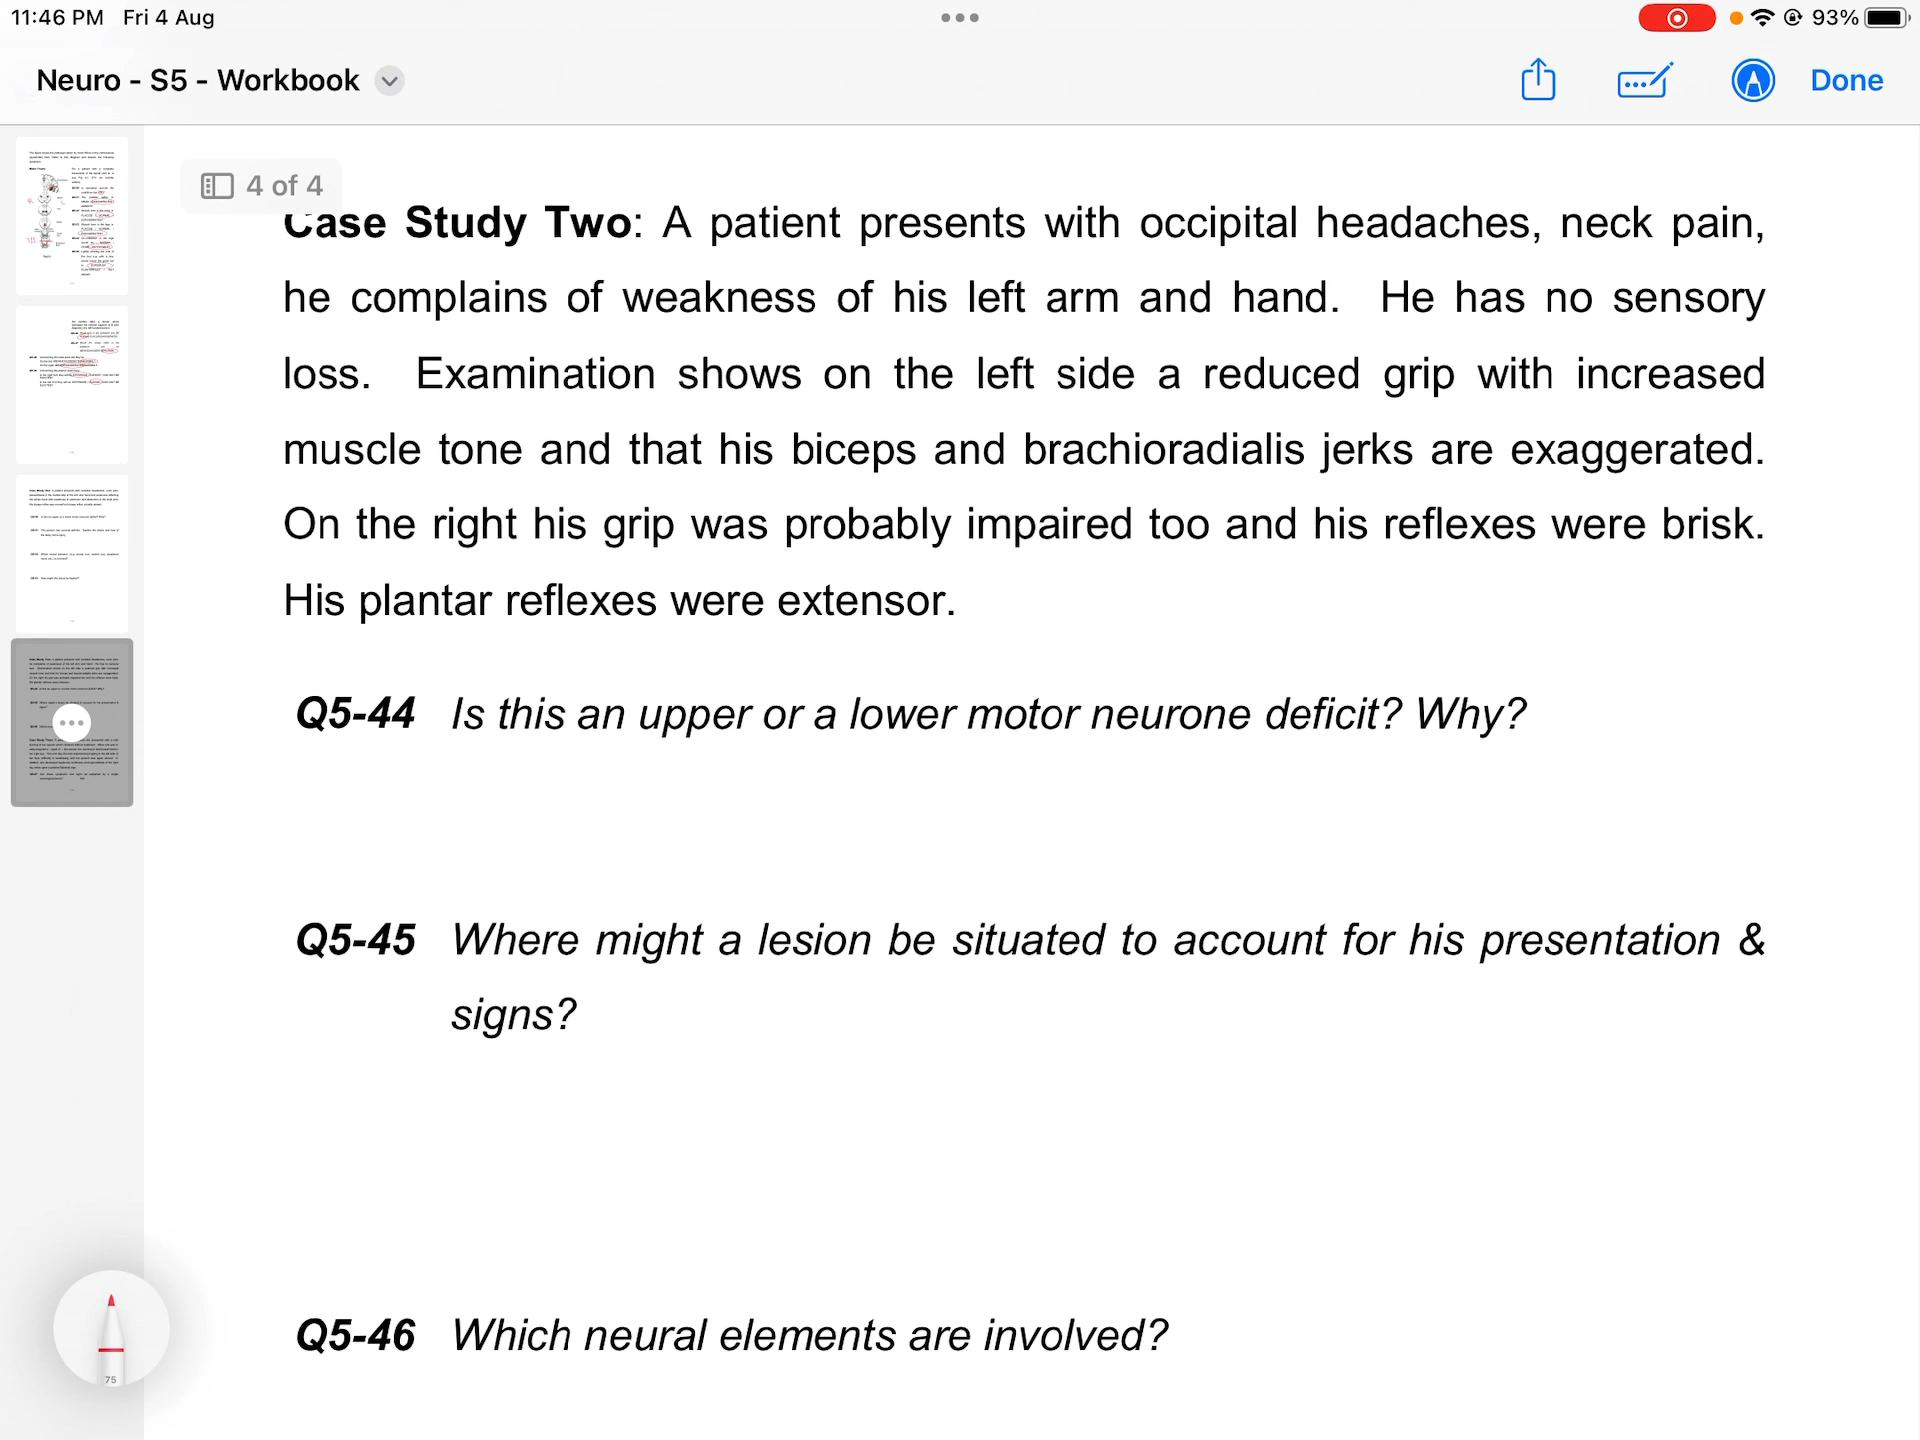 11:46 PM Fri 4 Aug
93%
Neuro - S5 - Workbook
Done
4 of 4
Case Study Two: A patient presents with occipital headaches, neck pain,
he complains of weakness of his left arm and hand. He has no sensory
loss. Examination shows on the left side a reduced grip with increased
muscle tone and that his biceps and brachioradialis jerks are exaggerated.
On the right his grip was probably impaired too and his reflexes were brisk.
His plantar reflexes were extensor.
Q5-44 Is this an upper or a lower motor neurone deficit? Why?
Q5-45 Where might a lesion be situated to account for his presentation &
signs?
Q5-46 Which neural elements are involved?
75